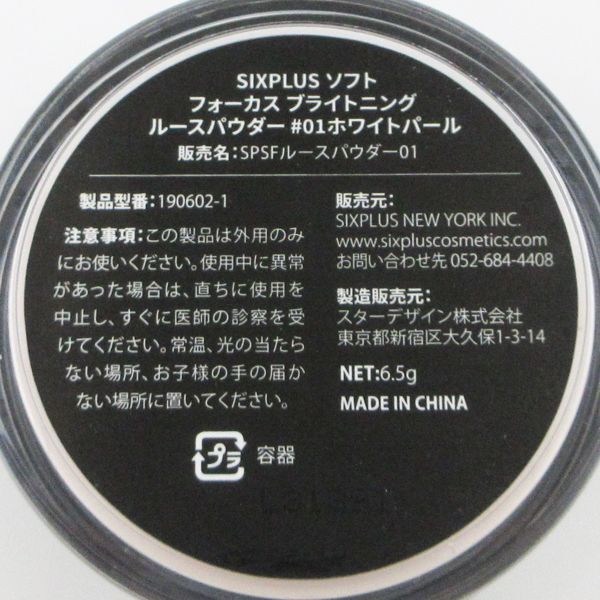 SIXPLUS ソフト
フォーカス ブライトニング
ルースパウダー #01ホワイトパール
販売名：SPSFルースパウダー01
製品型番：190602-1
注意事項：この製品は外用のみ
にお使いください。使用中に異常
があった場合は、直ちに使用を
中止し、すぐに医師の診察を受
けてください。常温、光の当たら
ない場所、お子様の手の届か
ない場所に置いてください。
販売元：
SIXPLUS NEW YORK INC.
www.sixpluscosmetics.com
お問い合わせ先 052-684-4408
製造販売元：
スターデザイン株式会社
東京都新宿区大久保1-3-14
NET:6.5g
MADE IN CHINA
プラ 容器